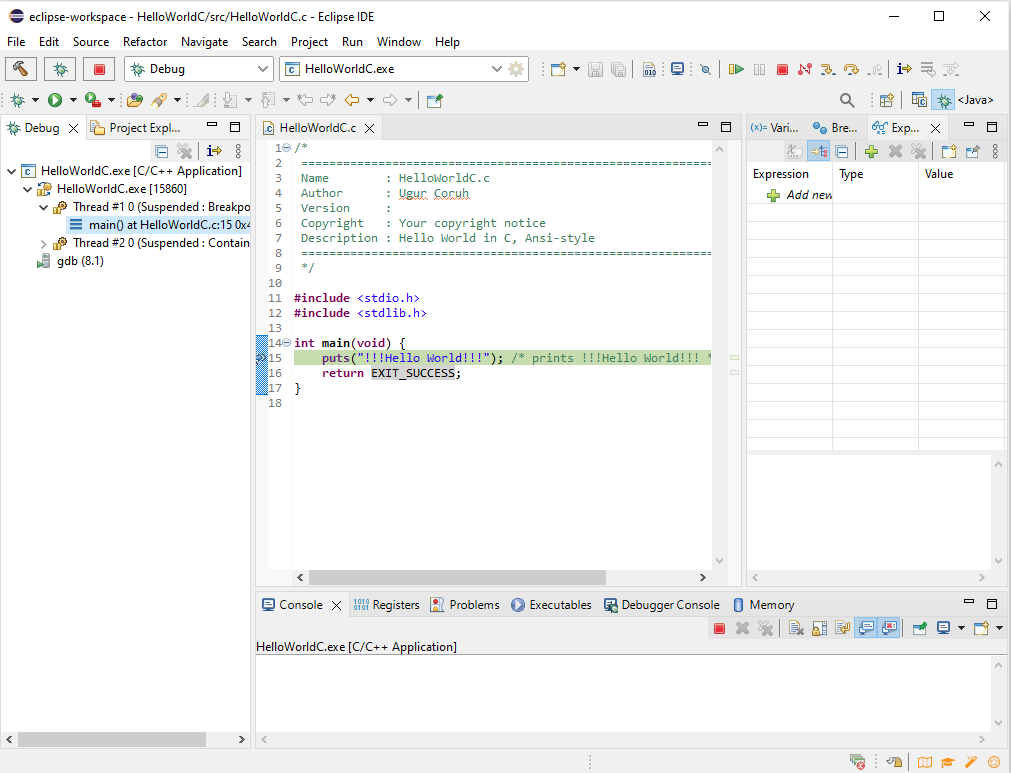 eclipse-workspace - HelloWorldC/src/HelloWorldC.c - Eclipse IDE
File Edit Source Refactor Navigate Search Project Run Window Help
Debug HelloWorldC.exe
<Java>
Debug Project Expl...
HelloWorldC.exe [C/C++ Application]
HelloWorldC.exe [15860]
Thread #1 0 (Suspended : Breakpo
main() at HelloWorldC.c:15 0x4
Thread #2 0 (Suspended : Contain
gdb (8.1)
HelloWorldC.c
1 /*
2 ============================================================
3 Name : HelloWorldC.c
4 Author : Ugur Coruh
5 Version :
6 Copyright : Your copyright notice
7 Description : Hello World in C, Ansi-style
8 ============================================================
9 */
10
11 #include <stdio.h>
12 #include <stdlib.h>
13
14 int main(void) {
15 puts("!!!Hello World!!!"); /* prints !!!Hello World!!! *
16 return EXIT_SUCCESS;
17 }
18
(x)= Vari... Bre... Exp...
Expression Type Value
Add new
Console Registers Problems Executables Debugger Console Memory
HelloWorldC.exe [C/C++ Application]